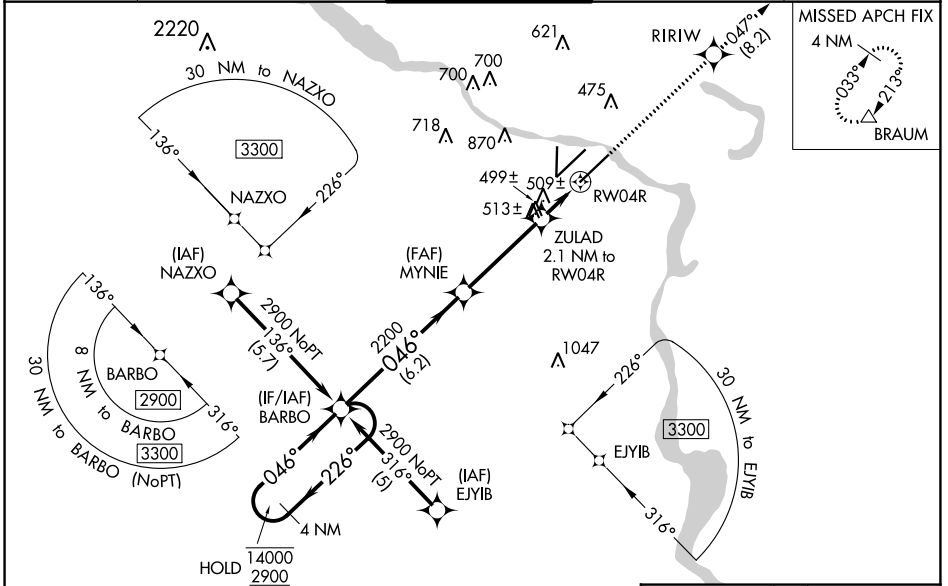 2220
30 NM to NAZXO
136°
3300
226°
NAZXO
621
700
700
475
718
870
499±
509±
513±
RIRIW
047°
(8.2)
MISSED APCH FIX
4 NM
033°
213°
BRAUM
RW04R
ZULAD
2.1 NM to
RW04R
(FAF)
MYNIE
(IAF)
NAZXO
2900 NoPT
136°
(5.7)
2200
046°
(6.2)
1047
136°
BARBO
2900
316°
8 NM to BARBO
3300
30 NM to BARBO (NoPT)
(IF/IAF)
BARBO
2900 NoPT
316°
(5)
(IAF)
EJYIB
046°
226°
4 NM
HOLD 14000
2900
226°
3300
EJYIB
316°
30 NM to EJYIB